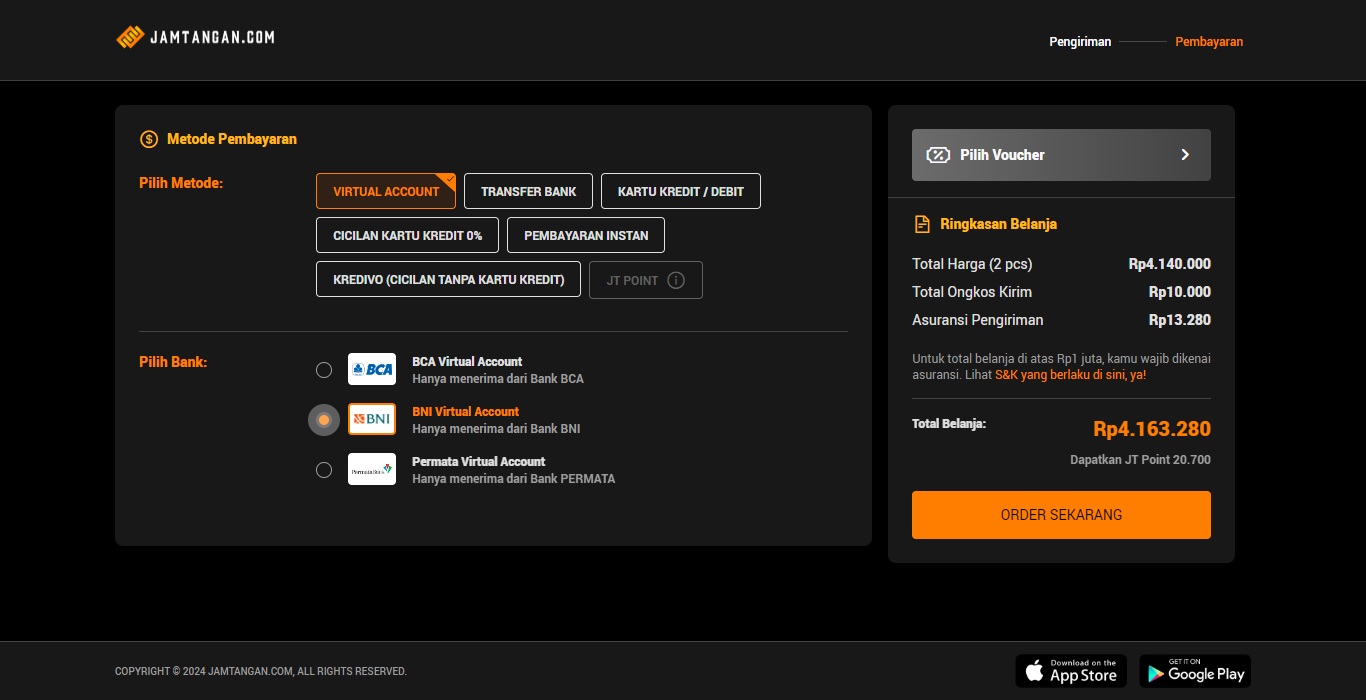 JAMTANGAN.COM
Pengiriman
Pembayaran
Metode Pembayaran
Pilih Metode:
VIRTUAL ACCOUNT
TRANSFER BANK
KARTU KREDIT / DEBIT
CICILAN KARTU KREDIT 0%
PEMBAYARAN INSTAN
KREDIVO (CICILAN TANPA KARTU KREDIT)
JT POINT
Pilih Bank:
BCA
BCA Virtual Account
Hanya menerima dari Bank BCA
BNI
BNI Virtual Account
Hanya menerima dari Bank BNI
PermataBank
Permata Virtual Account
Hanya menerima dari Bank PERMATA
Pilih Voucher
Ringkasan Belanja
Total Harga (2 pcs) Rp4.140.000
Total Ongkos Kirim Rp10.000
Asuransi Pengiriman Rp13.280
Untuk total belanja di atas Rp1 juta, kamu wajib dikenai
asuransi. Lihat S&K yang berlaku di sini, ya!
Total Belanja: Rp4.163.280
Dapatkan JT Point 20.700
ORDER SEKARANG
COPYRIGHT © 2024 JAMTANGAN.COM, ALL RIGHTS RESERVED.
Download on the
App Store
GET IT ON
Google Play